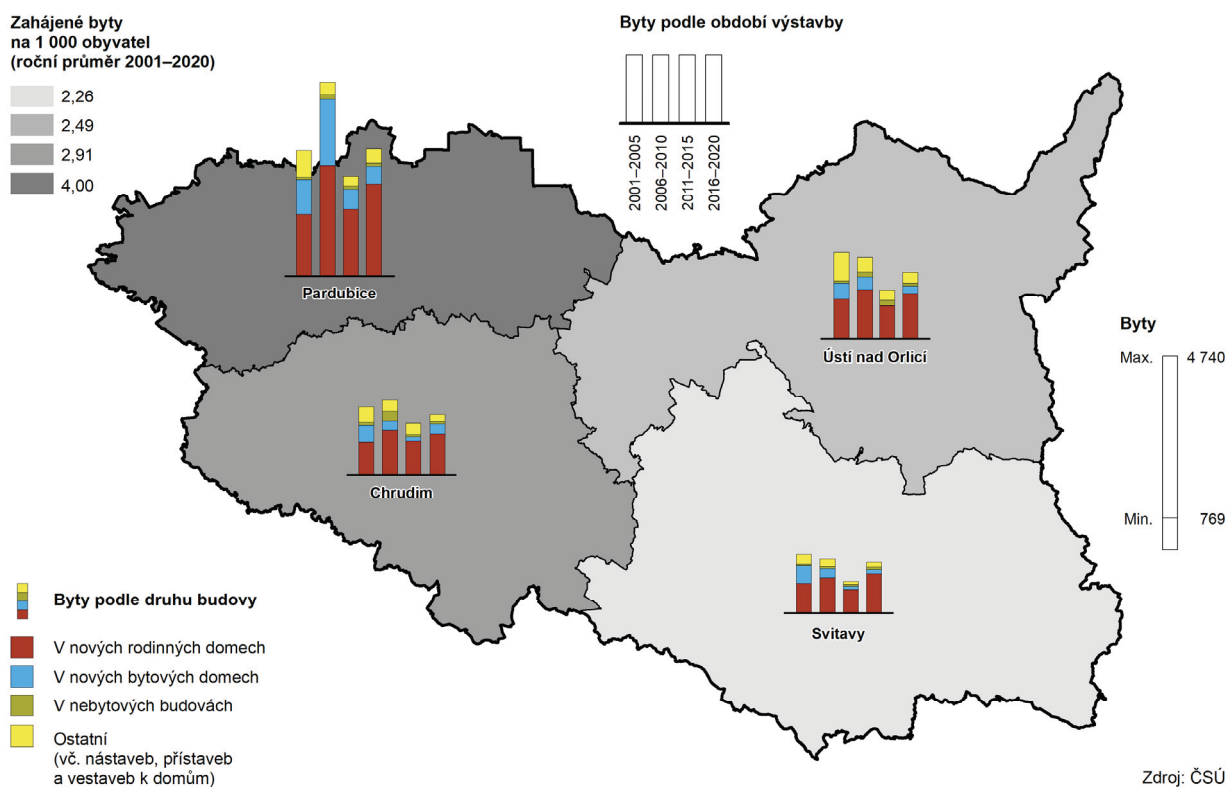 Zahájené byty
na 1 000 obyvatel
(roční průměr 2001–2020)
2,26
2,49
2,91
4,00
Byty podle období výstavby
2001–2005
2006–2010
2011–2015
2016–2020
Pardubice
Ústí nad Orlicí
Chrudim
Svitavy
Byty
Max. 4 740
Min. 769
Byty podle druhu budovy
V nových rodinných domech
V nových bytových domech
V nebytových budovách
Ostatní
(vč. nástaveb, přístaveb
a vestaveb k domům)
Zdroj: ČSÚ